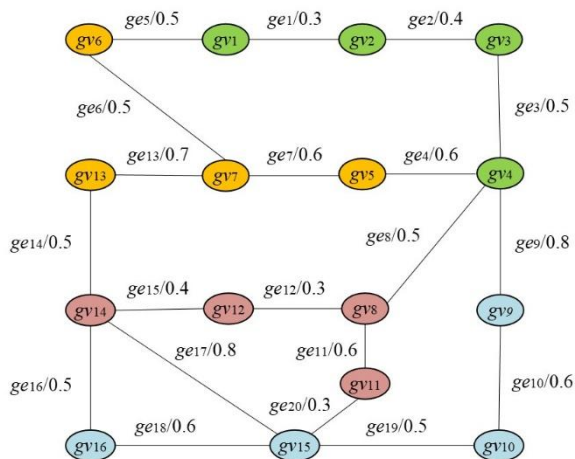 ge5/0.5 ge1/0.3 ge2/0.4
gv6 gv1 gv2 gv3
ge6/0.5 ge3/0.5
ge13/0.7 ge7/0.6 ge4/0.6
gv13 gv7 gv5 gv4
ge14/0.5 ge8/0.5 ge9/0.8
ge15/0.4 ge12/0.3
gv14 gv12 gv8 gv9
ge17/0.8 ge11/0.6
ge16/0.5 gv11 ge10/0.6
ge20/0.3
ge18/0.6 ge19/0.5
gv16 gv15 gv10